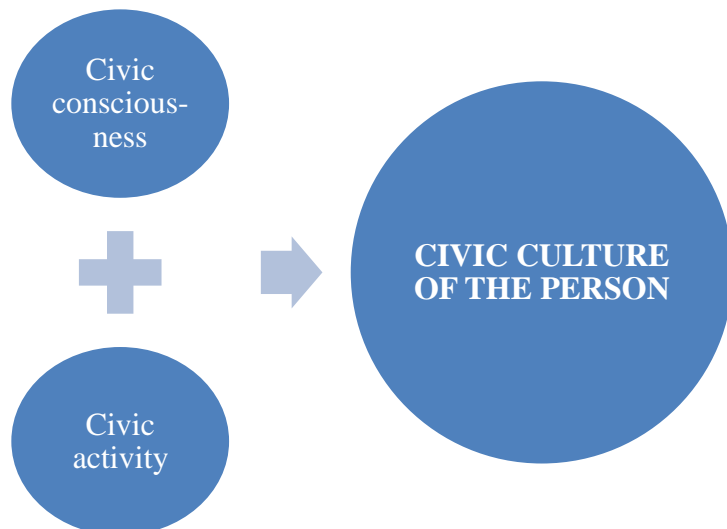 Civic
conscious-
ness
Civic
activity
CIVIC CULTURE
OF THE PERSON